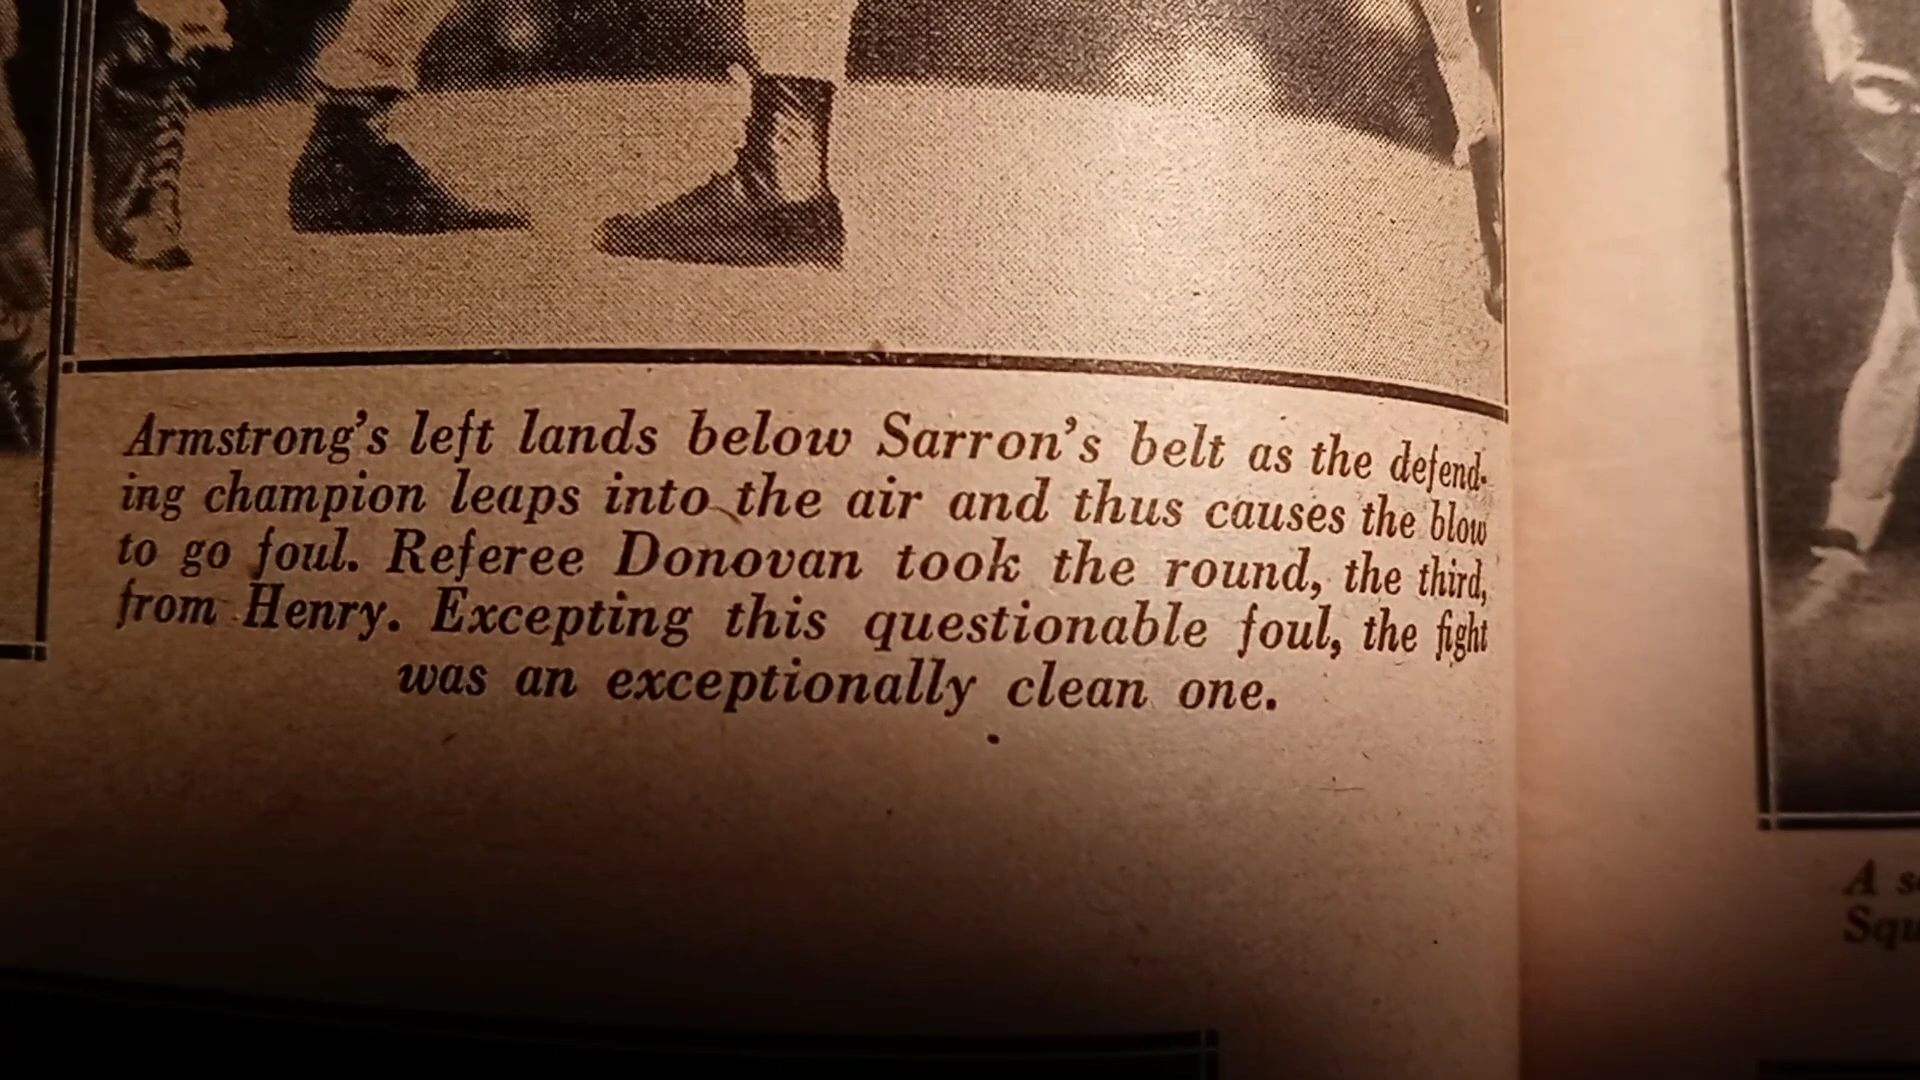 Armstrong's left lands below Sarron's belt as the defend-
ing champion leaps into the air and thus causes the blow
to go foul. Referee Donovan took the round, the third,
from Henry. Excepting this questionable foul, the fight
was an exceptionally clean one.
A